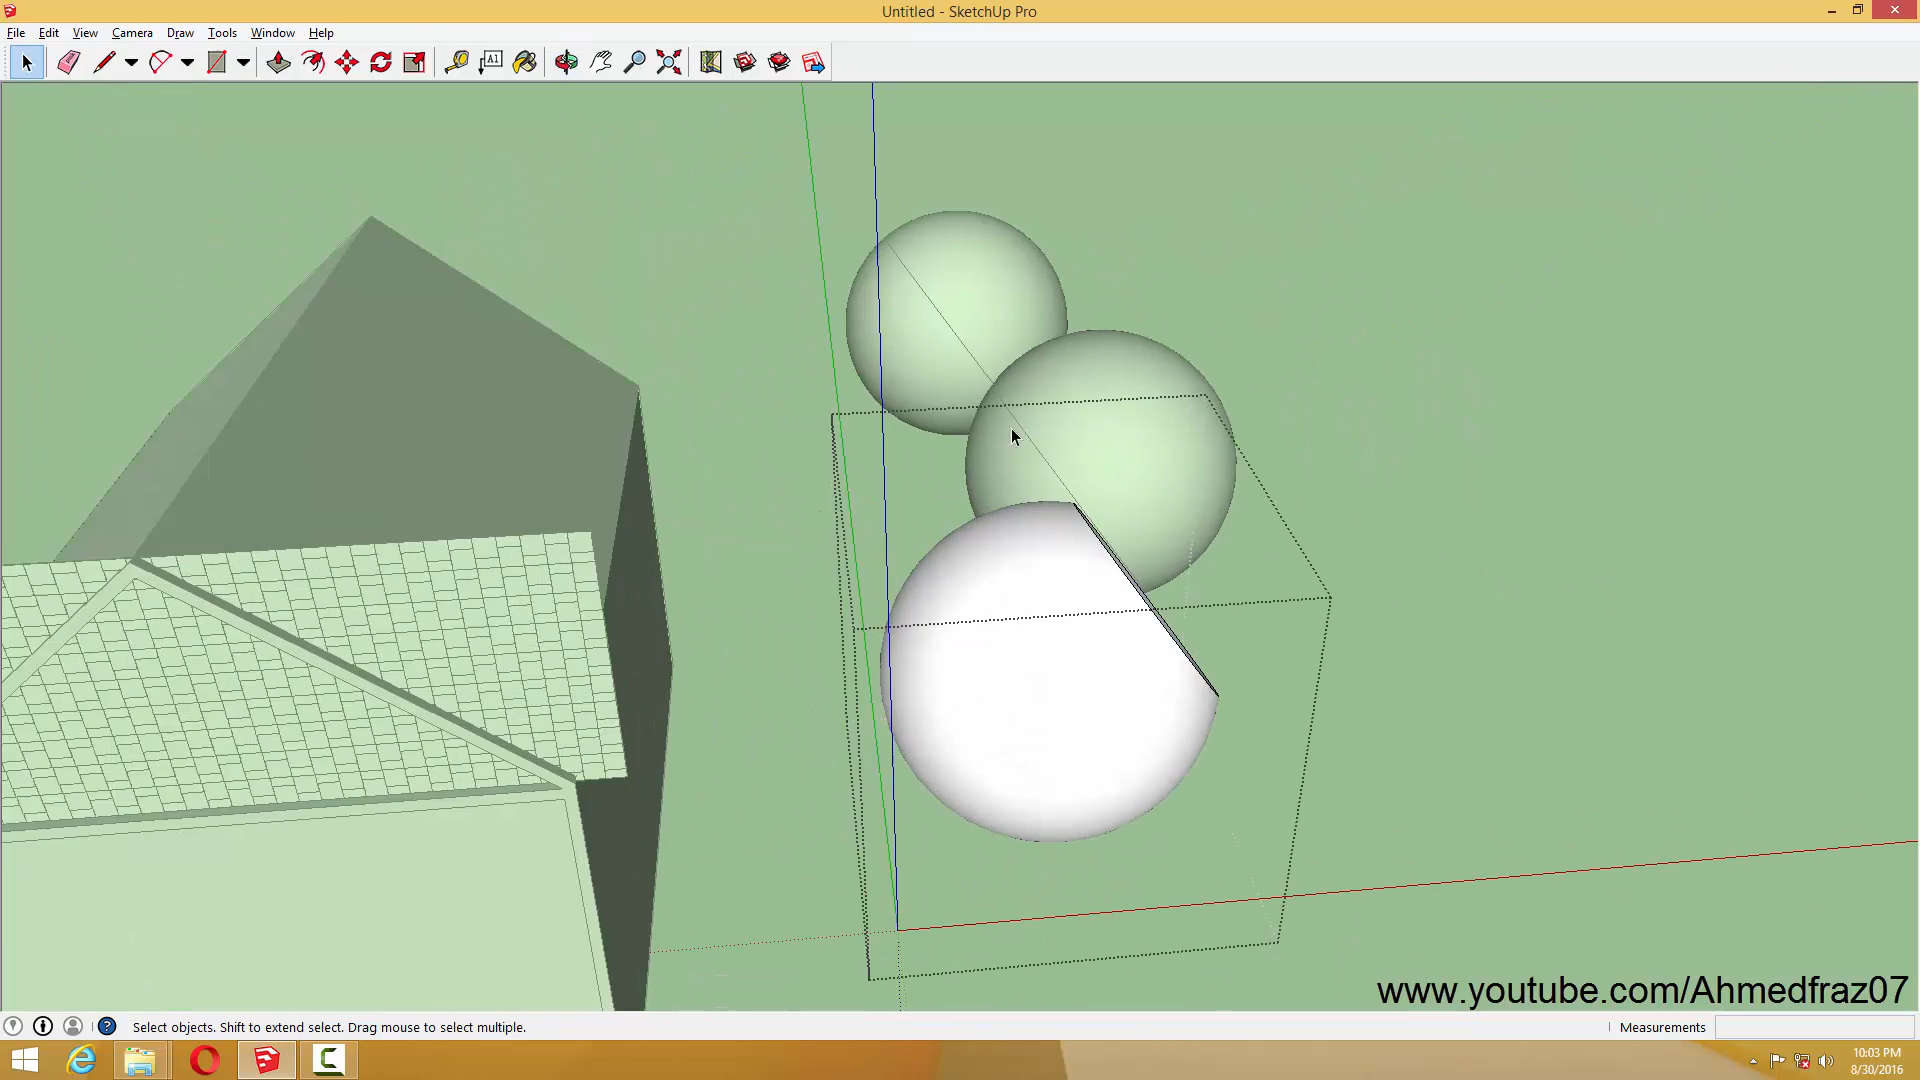 Untitled - SketchUp Pro
File Edit View Camera Draw Tools Window Help
A1
www.youtube.com/Ahmedfraz07
Select objects. Shift to extend select. Drag mouse to select multiple.
Measurements
10:03 PM
8/30/2016